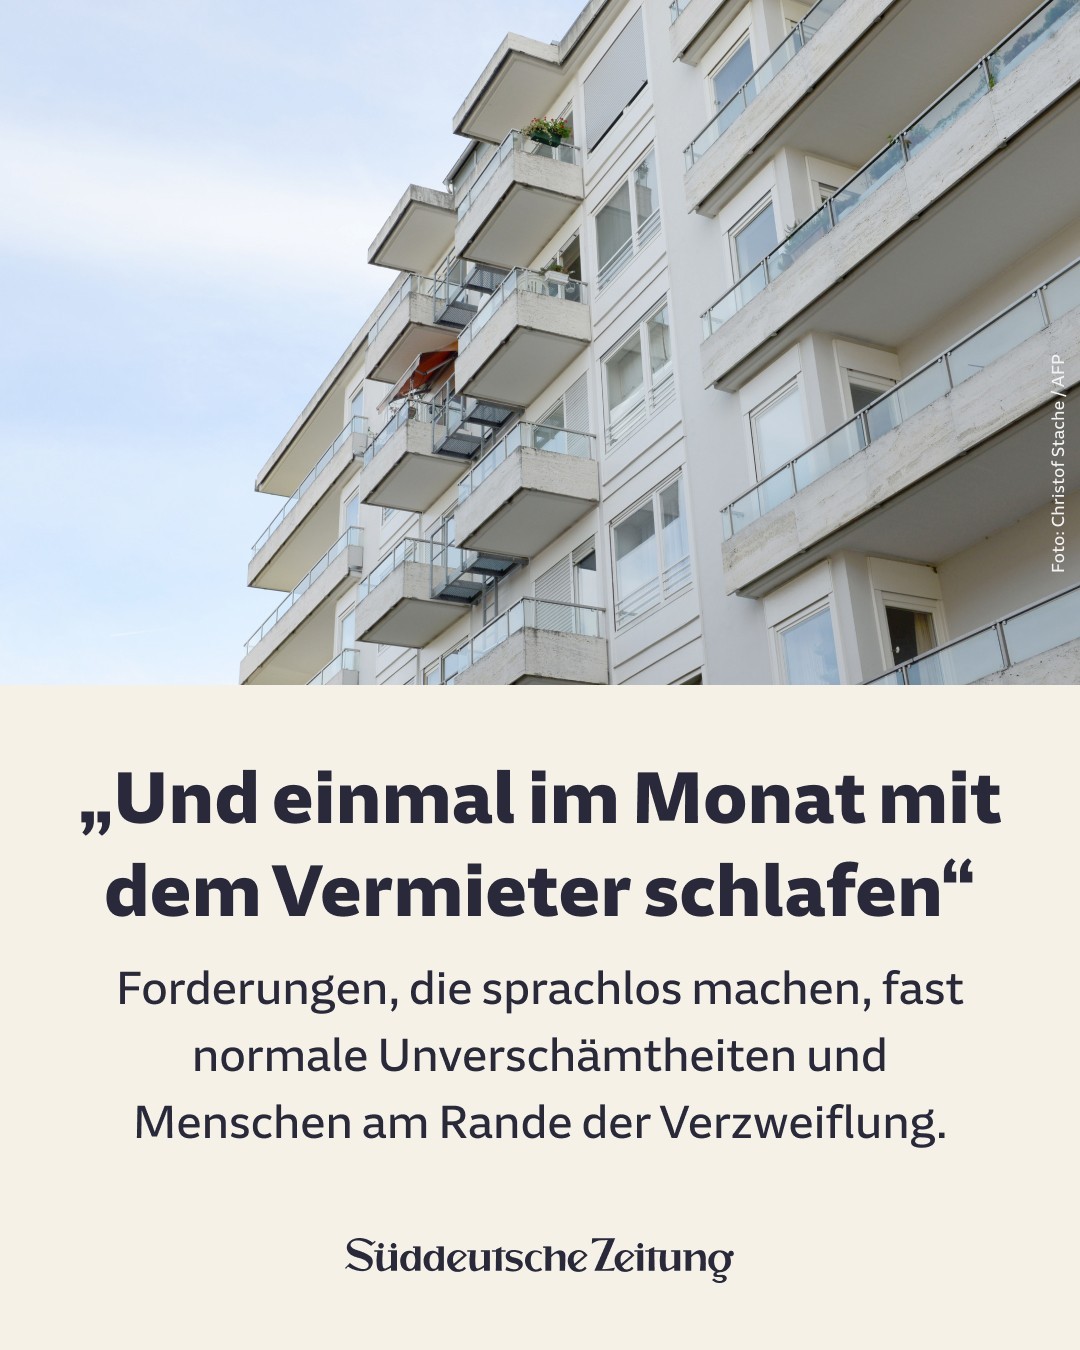 Foto: Christof Stache / AFP
„Und einmal im Monat mit
dem Vermieter schlafen“
Forderungen, die sprachlos machen, fast
normale Unverschämtheiten und
Menschen am Rande der Verzweiflung.
Süddeutsche Zeitung